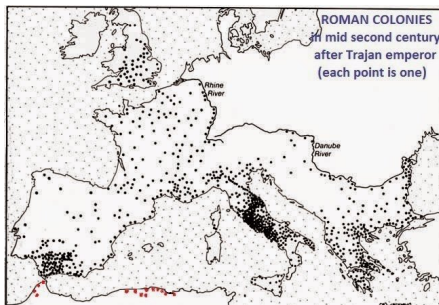 ROMAN COLONIES
in mid second century
after Trajan emperor
(each point is one)
Rhine
River
Danube
River